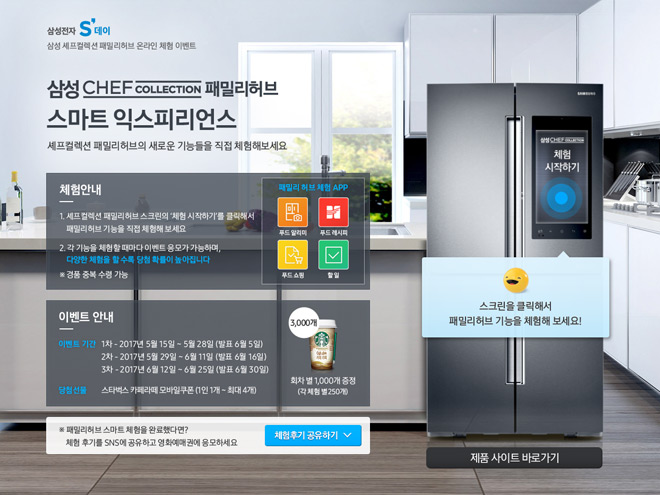 삼성전자 S' 데이
삼성 셰프컬렉션 패밀리허브 온라인 체험 이벤트
삼성 CHEF COLLECTION 패밀리허브
스마트 익스피리언스
셰프컬렉션 패밀리허브의 새로운 기능들을 직접 체험해보세요
체험안내
1. 셰프컬렉션 패밀리허브 스크린의 '체험 시작하기'를 클릭해서
패밀리허브 기능을 직접 체험해 보세요
2. 각 기능을 체험할 때마다 이벤트 응모가 가능하며,
다양한 체험을 할 수록 당첨 확률이 높아집니다
※ 경품 중복 수령 가능
패밀리 허브 체험 APP
푸드 알리미
푸드 레시피
푸드 쇼핑
할 일
이벤트 안내
이벤트 기간 1차 - 2017년 5월 15일 ~ 5월 28일 (발표 6월 5일)
2차 - 2017년 5월 29일 ~ 6월 11일 (발표 6월 16일)
3차 - 2017년 6월 12일 ~ 6월 25일 (발표 6월 30일)
당첨선물 스타벅스 카페라떼 모바일쿠폰 (1인 1개 ~ 최대 4개)
3,000개
회차 별 1,000개 증정
(각 체험 별 250개)
※ 패밀리허브 스마트 체험을 완료했다면?
체험 후기를 SNS에 공유하고 영화예매권에 응모하세요
체험후기 공유하기
SAMSUNG
삼성 CHEF COLLECTION
체험
시작하기
스크린을 클릭해서
패밀리허브 기능을 체험해 보세요!
제품 사이트 바로가기